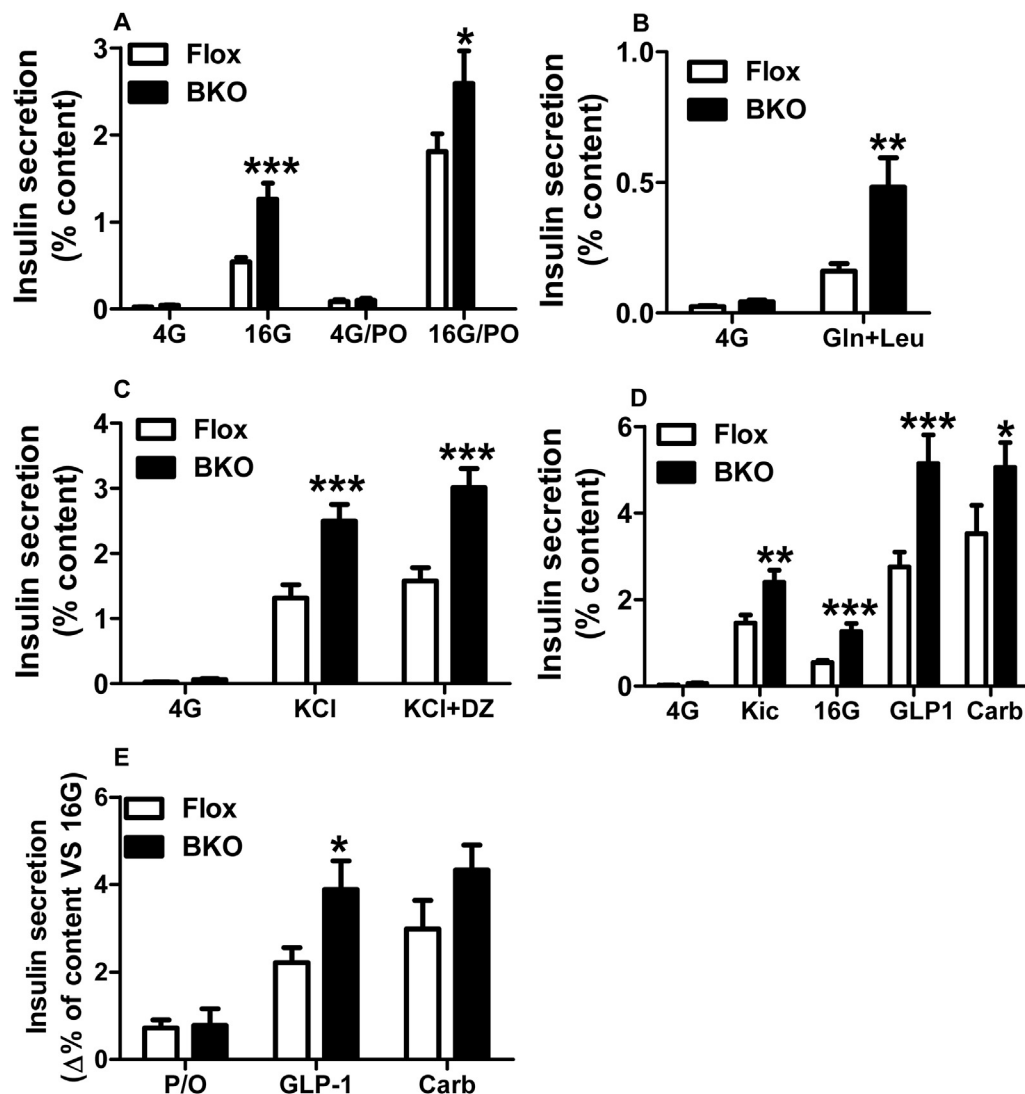 A
Insulin secretion
(% content)
Flox
BKO
3
2
1
0
***
*
4G 16G 4G/PO 16G/PO
B
Insulin secretion
(% content)
Flox
BKO
1.0
0.5
0.0
**
4G Gln+Leu
C
Insulin secretion
(% content)
Flox
BKO
4
3
2
1
0
***
***
4G KCl KCl+DZ
D
Insulin secretion
(% content)
Flox
BKO
6
4
2
0
**
***
***
*
4G Kic 16G GLP1 Carb
E
Insulin secretion
(Δ% of content VS 16G)
Flox
BKO
6
4
2
0
*
P/O GLP-1 Carb